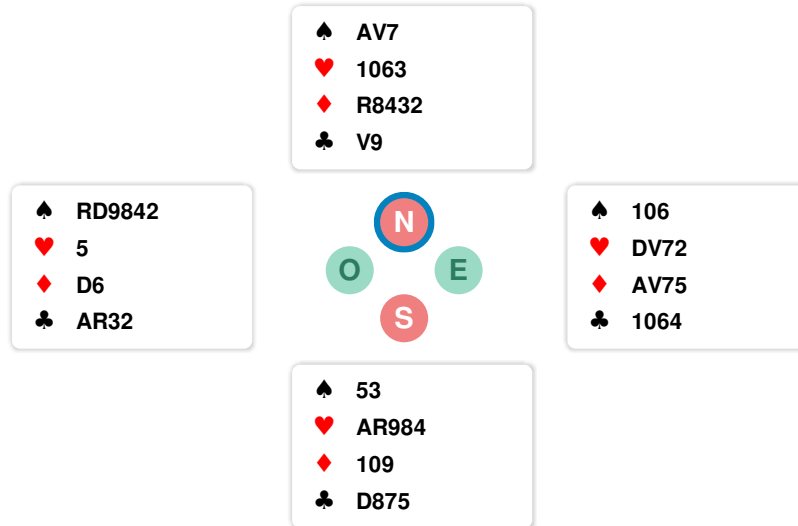 ♠ AV7
♥ 1063
♦ R8432
♣ V9
♠ RD9842
♥ 5
♦ D6
♣ AR32
N
O E
S
♠ 106
♥ DV72
♦ AV75
♣ 1064
♠ 53
♥ AR984
♦ 109
♣ D875